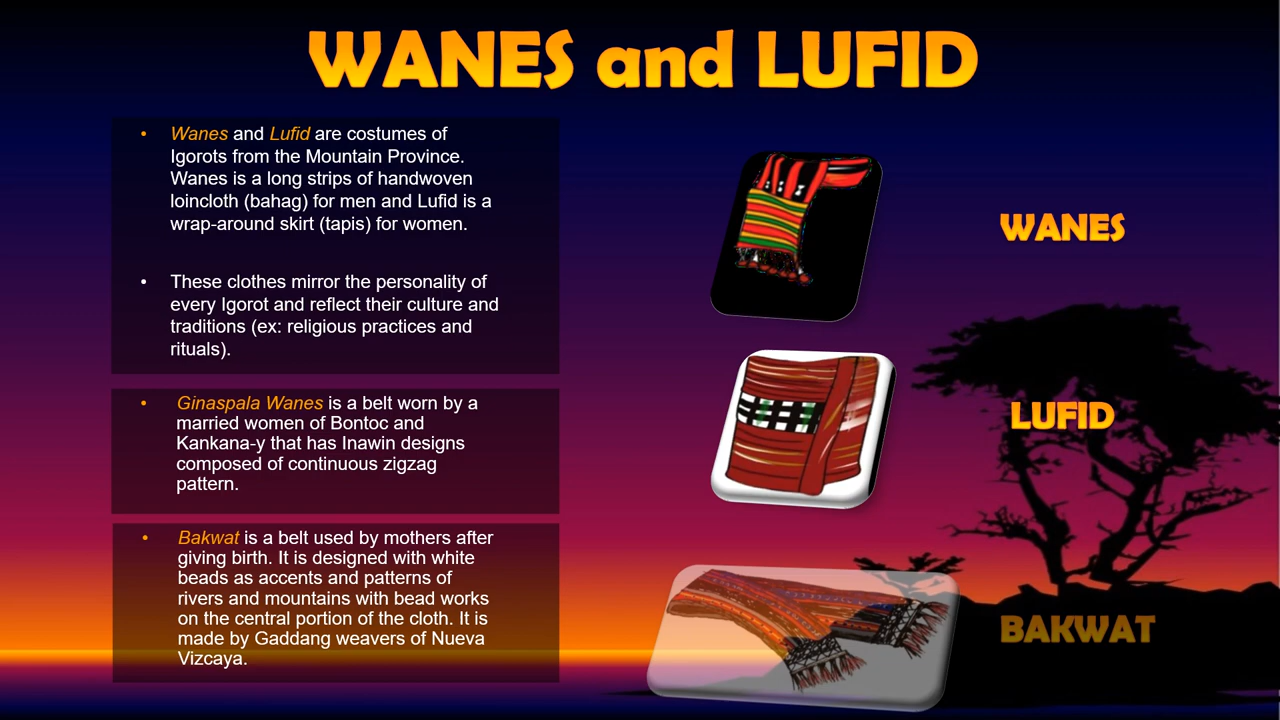 WANES and LUFID
• Wanes and Lufid are costumes of
Igorots from the Mountain Province.
Wanes is a long strips of handwoven
loincloth (bahag) for men and Lufid is a
wrap-around skirt (tapis) for women.
• These clothes mirror the personality of
every Igorot and reflect their culture and
traditions (ex: religious practices and
rituals).
• Ginaspala Wanes is a belt worn by a
married women of Bontoc and
Kankana-y that has Inawin designs
composed of continuous zigzag
pattern.
• Bakwat is a belt used by mothers after
giving birth. It is designed with white
beads as accents and patterns of
rivers and mountains with bead works
on the central portion of the cloth. It is
made by Gaddang weavers of Nueva
Vizcaya.
WANES
LUFID
BAKWAT